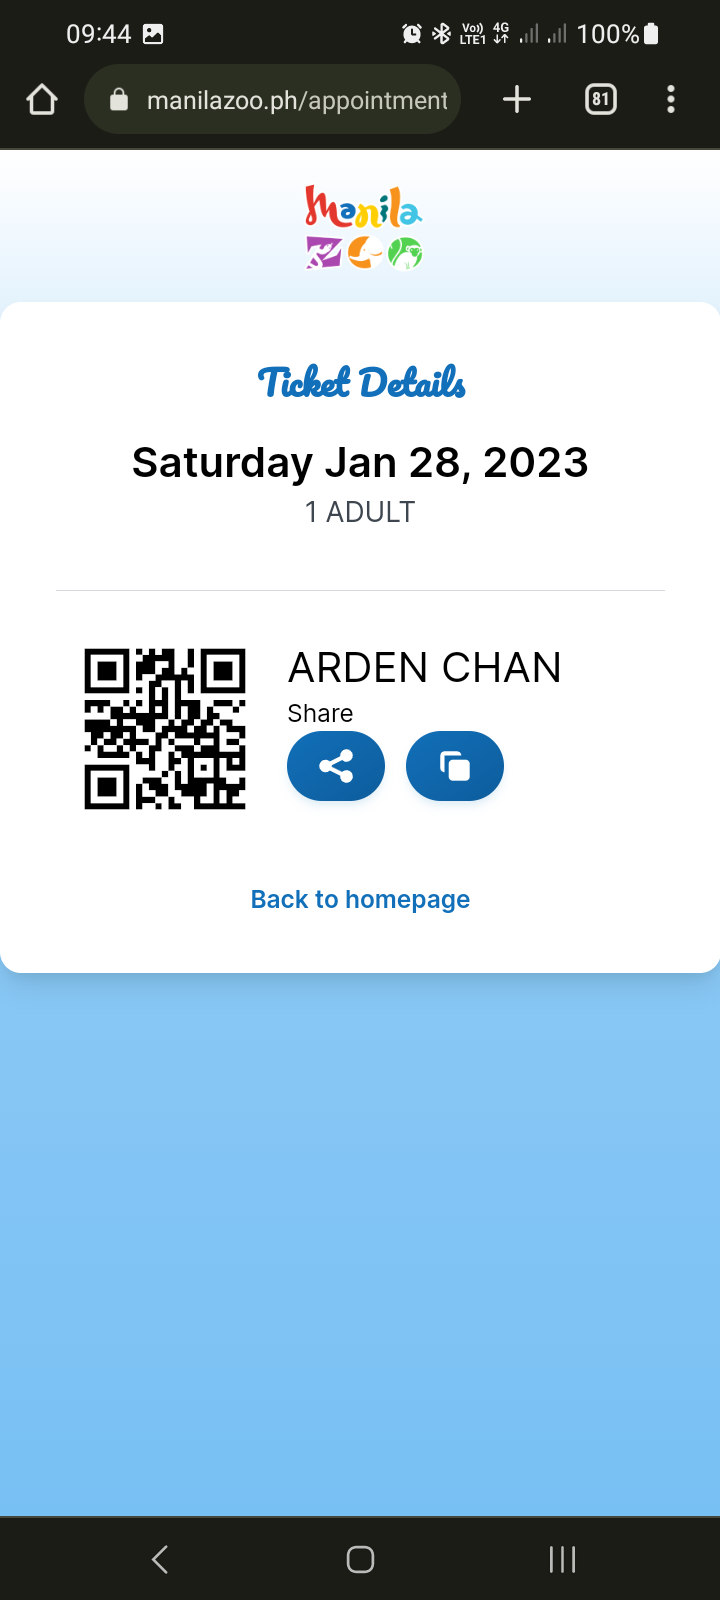 09:44
Vo)) 4G
LTE1
100%
manilazoo.ph/appointment
81
Manila
ZOO
Ticket Details
Saturday Jan 28, 2023
1 ADULT
ARDEN CHAN
Share
Back to homepage